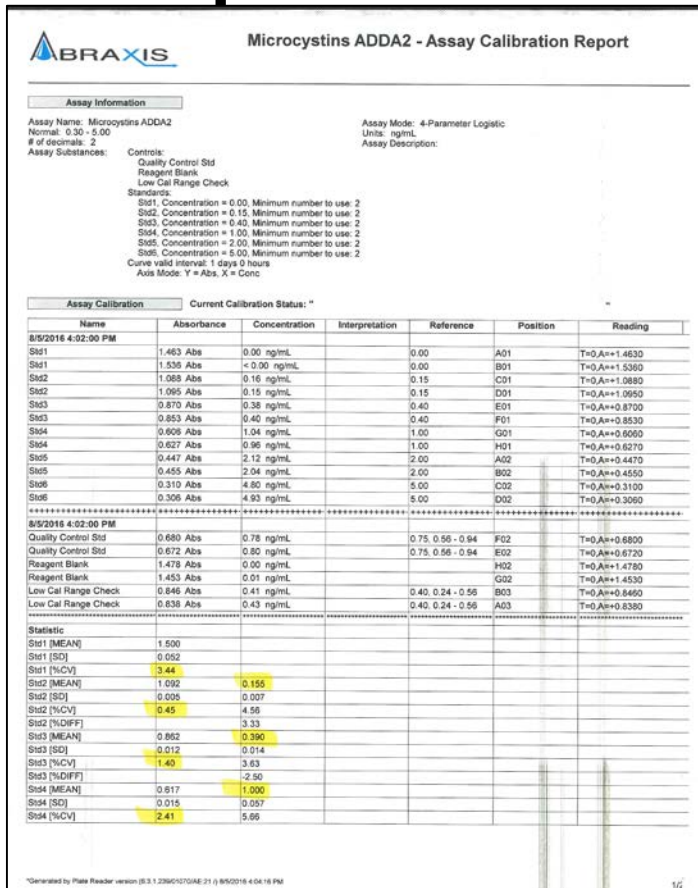 ABRAXIS
Microcystins ADDA2 - Assay Calibration Report
Assay Information
Assay Name: Microcystins ADDA2
Normal: 0.30 - 5.00
# of decimals: 2
Assay Substances: Controls:
Quality Control Std
Reagent Blank
Low Cal Range Check
Standards:
Std1, Concentration = 0.00, Minimum number to use: 2
Std2, Concentration = 0.15, Minimum number to use: 2
Std3, Concentration = 0.40, Minimum number to use: 2
Std4, Concentration = 1.00, Minimum number to use: 2
Std5, Concentration = 2.00, Minimum number to use: 2
Std6, Concentration = 5.00, Minimum number to use: 2
Curve valid interval: 1 days 0 hours
Axis Mode: Y = Abs, X = Conc
Assay Mode: 4-Parameter Logistic
Units: ng/mL
Assay Description:
Assay Calibration Current Calibration Status: "
Name Absorbance Concentration Interpretation Reference Position Reading
8/5/2016 4:02:00 PM
Std1 1.463 Abs 0.00 ng/mL 0.00 A01 T=0,A=+1.4630
Std1 1.536 Abs < 0.00 ng/mL 0.00 B01 T=0,A=+1.5360
Std2 1.088 Abs 0.16 ng/mL 0.15 C01 T=0,A=+1.0880
Std2 1.095 Abs 0.15 ng/mL 0.15 D01 T=0,A=+1.0950
Std3 0.870 Abs 0.38 ng/mL 0.40 E01 T=0,A=+0.8700
Std3 0.853 Abs 0.40 ng/mL 0.40 F01 T=0,A=+0.8530
Std4 0.606 Abs 1.04 ng/mL 1.00 G01 T=0,A=+0.6060
Std4 0.627 Abs 0.96 ng/mL 1.00 H01 T=0,A=+0.6270
Std5 0.447 Abs 2.12 ng/mL 2.00 A02 T=0,A=+0.4470
Std5 0.455 Abs 2.04 ng/mL 2.00 B02 T=0,A=+0.4550
Std6 0.310 Abs 4.80 ng/mL 5.00 C02 T=0,A=+0.3100
Std6 0.306 Abs 4.93 ng/mL 5.00 D02 T=0,A=+0.3060
8/5/2016 4:02:00 PM
Quality Control Std 0.680 Abs 0.78 ng/mL 0.75, 0.56 - 0.94 F02 T=0,A=+0.6800
Quality Control Std 0.672 Abs 0.80 ng/mL 0.75, 0.56 - 0.94 E02 T=0,A=+0.6720
Reagent Blank 1.478 Abs 0.00 ng/mL H02 T=0,A=+1.4780
Reagent Blank 1.453 Abs 0.01 ng/mL G02 T=0,A=+1.4530
Low Cal Range Check 0.846 Abs 0.41 ng/mL 0.40, 0.24 - 0.56 B03 T=0,A=+0.8460
Low Cal Range Check 0.838 Abs 0.43 ng/mL 0.40, 0.24 - 0.56 A03 T=0,A=+0.8380
Statistic
Std1 [MEAN] 1.500
Std1 [SD] 0.052
Std1 [%CV] 3.44
Std2 [MEAN] 1.092 0.155
Std2 [SD] 0.005 0.007
Std2 [%CV] 0.45 4.56
Std2 [%DIFF] 3.33
Std3 [MEAN] 0.862 0.390
Std3 [SD] 0.012 0.014
Std3 [%CV] 1.40 3.63
Std3 [%DIFF] -2.50
Std4 [MEAN] 0.617 1.000
Std4 [SD] 0.015 0.057
Std4 [%CV] 2.41 5.66
*Generated by Plate Reader version 8/5/2016 4:04:16 PM